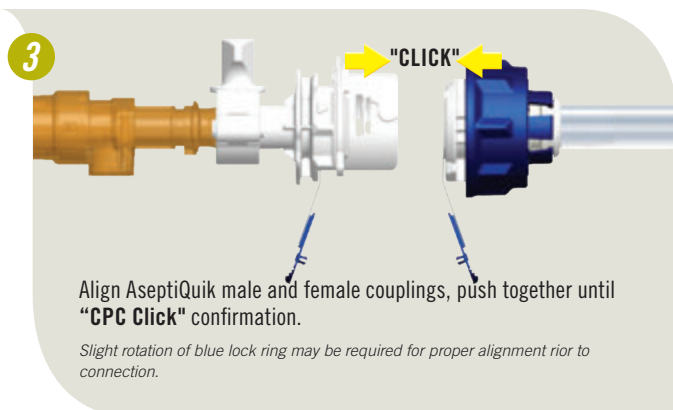 3
"CLICK"
Align AseptiQuik male and female couplings, push together until
“CPC Click" confirmation.
Slight rotation of blue lock ring may be required for proper alignment rior to
connection.